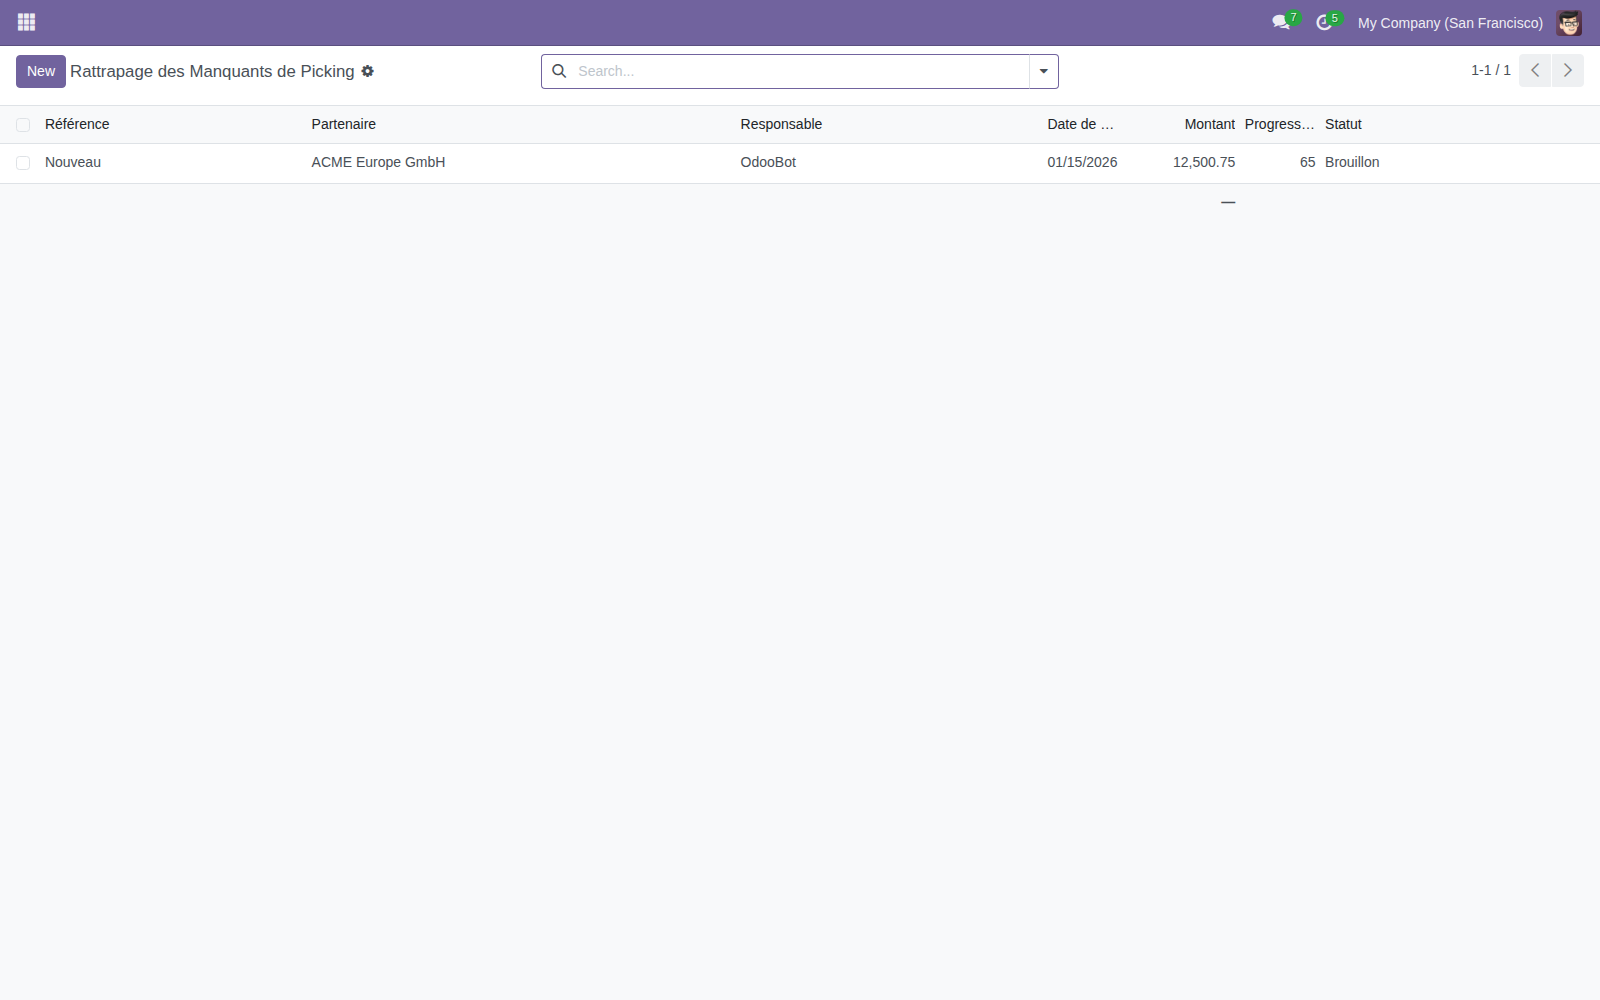 7 5 My Company (San Francisco)
New Rattrapage des Manquants de Picking Search... 1-1 / 1
Référence Partenaire Responsable Date de … Montant Progress… Statut
Nouveau ACME Europe GmbH OdooBot 01/15/2026 12,500.75 65 Brouillon
—